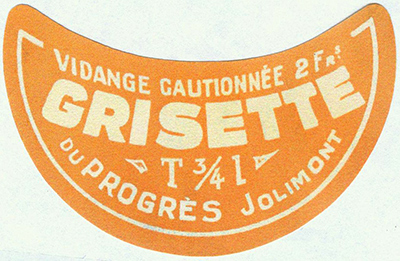 VIDANGE CAUTIONNÉE 2 FRS
GRISETTE
T 3/4 l
DU PROGRÈS JOLIMONT